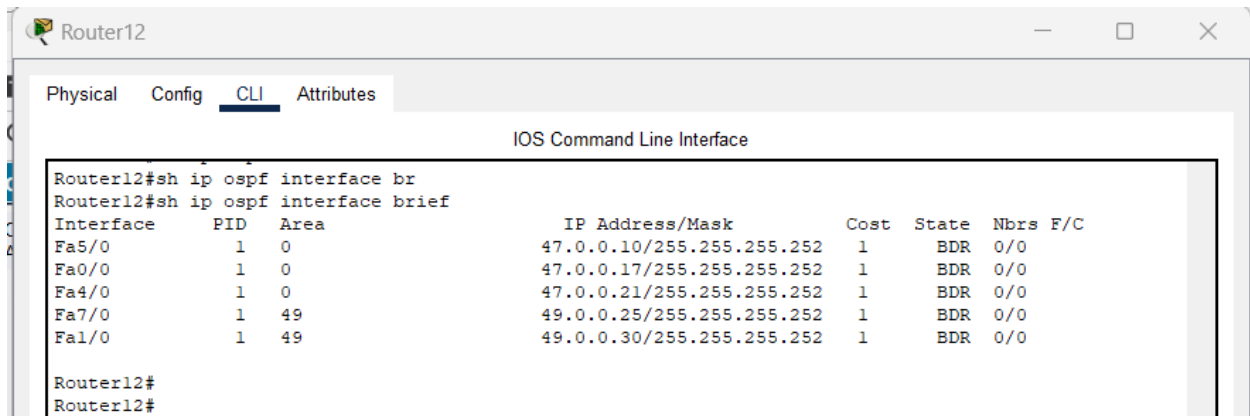 Router12
Physical Config CLI Attributes
IOS Command Line Interface
Router12#sh ip ospf interface br
Router12#sh ip ospf interface brief
Interface PID Area IP Address/Mask Cost State Nbrs F/C
Fa5/0 1 0 47.0.0.10/255.255.255.252 1 BDR 0/0
Fa0/0 1 0 47.0.0.17/255.255.255.252 1 BDR 0/0
Fa4/0 1 0 47.0.0.21/255.255.255.252 1 BDR 0/0
Fa7/0 1 49 49.0.0.25/255.255.255.252 1 BDR 0/0
Fa1/0 1 49 49.0.0.30/255.255.255.252 1 BDR 0/0
Router12#
Router12#